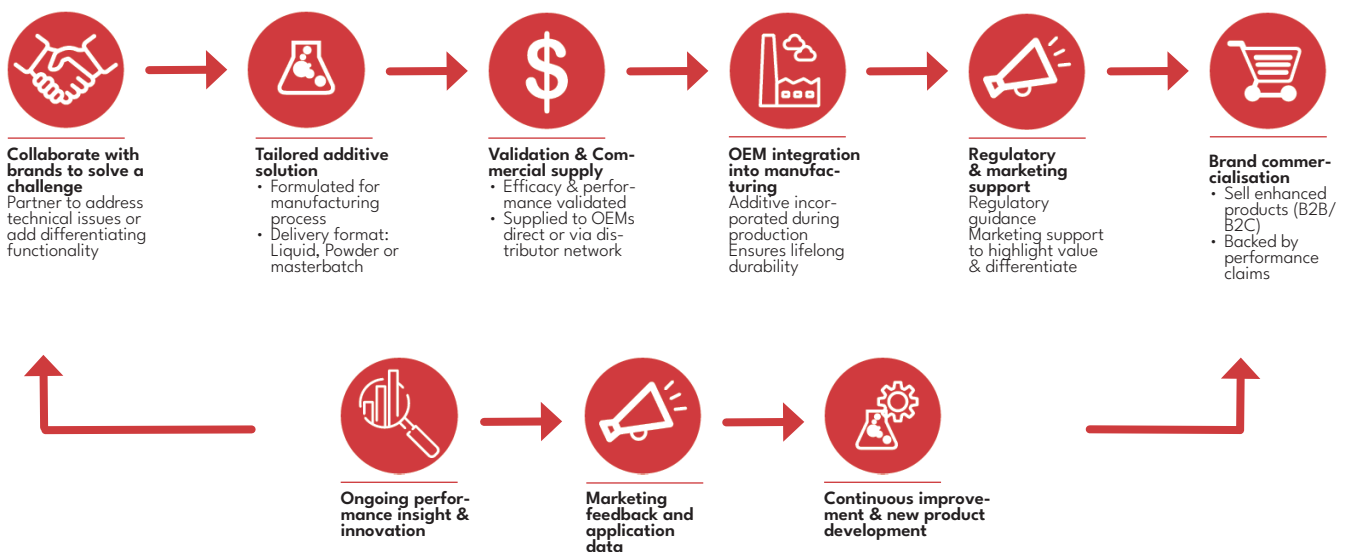 Collaborate with
brands to solve a
challenge
Partner to address
technical issues or
add differentiating
functionality
Tailored additive
solution
• Formulated for
manufacturing
process
• Delivery format:
Liquid, Powder or
masterbatch
$
Validation & Com-
mercial supply
• Efficacy & perfor-
mance validated
• Supplied to OEMs
direct or via dis-
tributor network
OEM integration
into manufac-
turing
Additive incor-
porated during
production
Ensures lifelong
durability
Regulatory
& marketing
support
Regulatory
guidance
Marketing support
to highlight value
& differentiate
Brand commer-
cialisation
• Sell enhanced
products (B2B/
B2C)
• Backed by
performance
claims
Ongoing perfor-
mance insight &
innovation
Marketing
feedback and
application
data
Continuous improve-
ment & new product
development